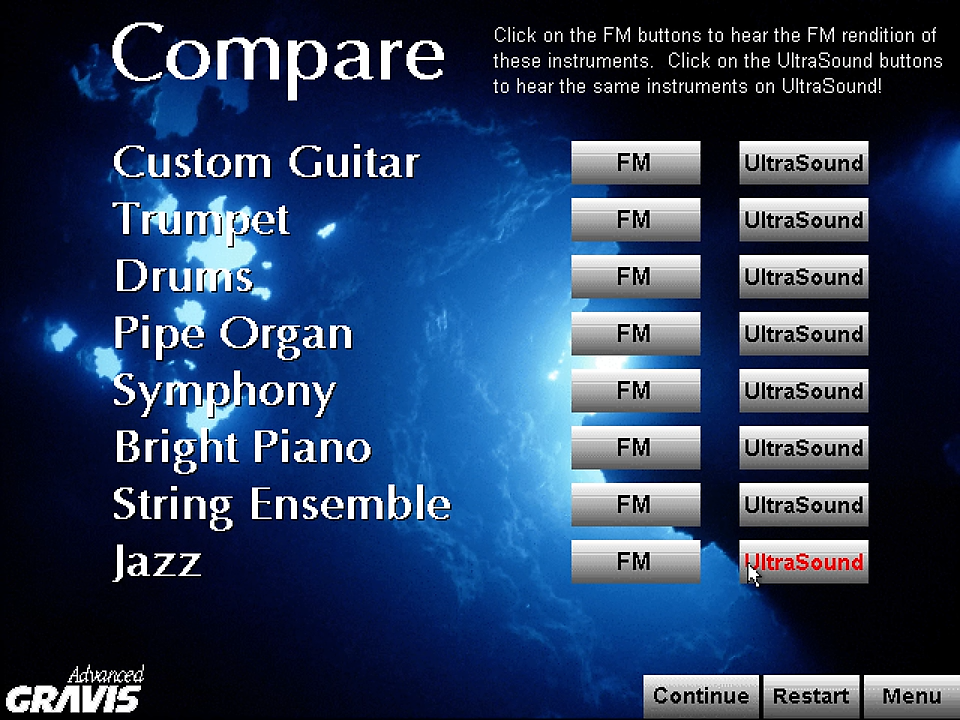 Compare
Click on the FM buttons to hear the FM rendition of
these instruments. Click on the UltraSound buttons
to hear the same instruments on UltraSound!
Custom Guitar FM UltraSound
Trumpet FM UltraSound
Drums FM UltraSound
Pipe Organ FM UltraSound
Symphony FM UltraSound
Bright Piano FM UltraSound
String Ensemble FM UltraSound
Jazz FM UltraSound
Advanced
GRAVIS
Continue Restart Menu